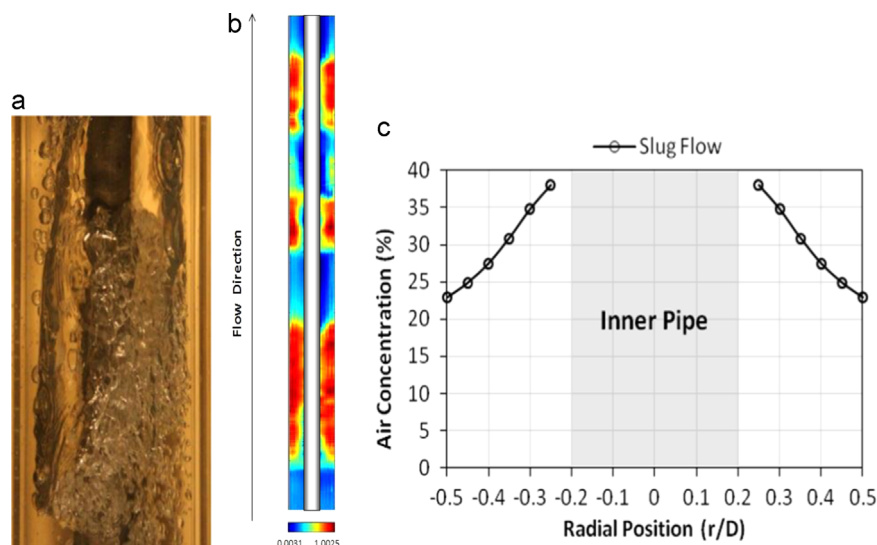 a
b
Flow Direction
0.0031 1.0025
c
Slug Flow
Air Concentration (%)
40
35
30
25
20
15
10
5
0
Inner Pipe
-0.5 -0.4 -0.3 -0.2 -0.1 0 0.1 0.2 0.3 0.4 0.5
Radial Position (r/D)